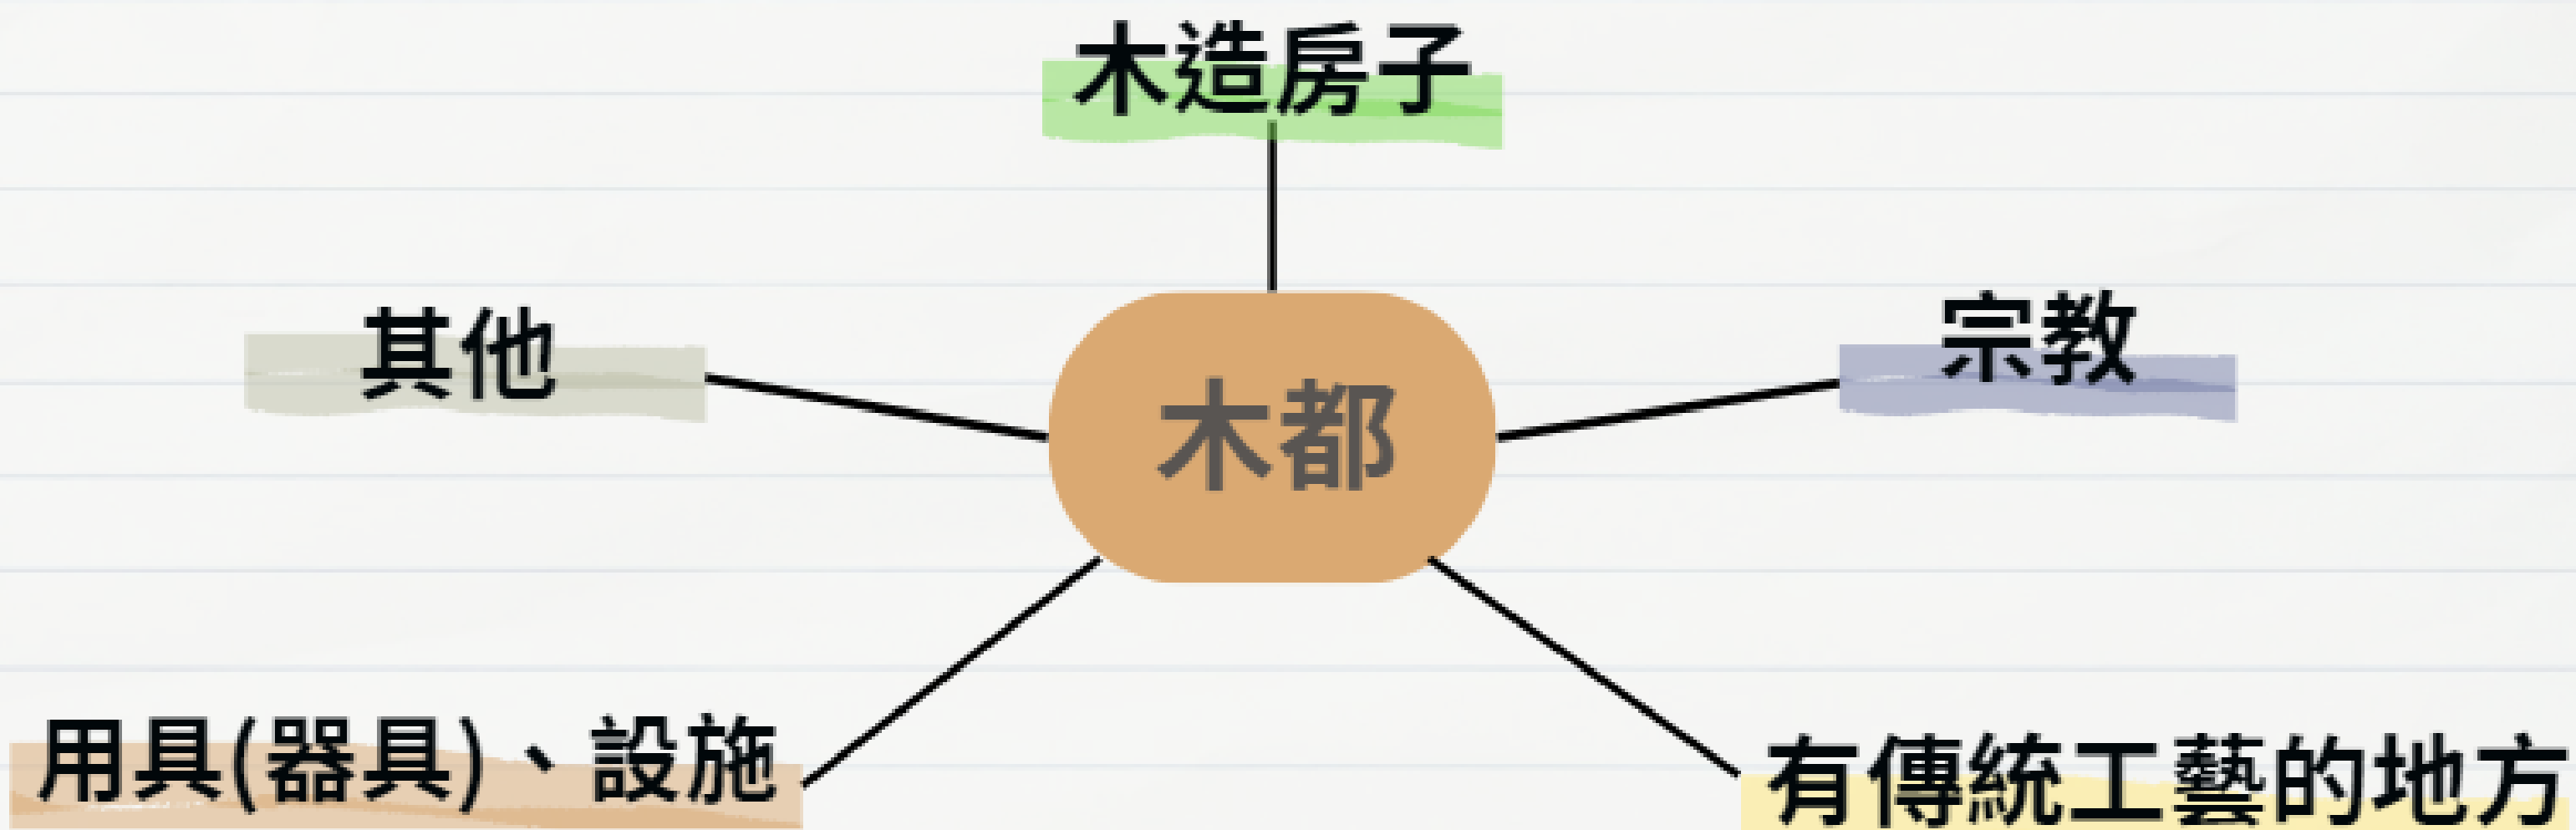 木造房子
其他
宗教
木都
用具(器具)、設施
有傳統工藝的地方